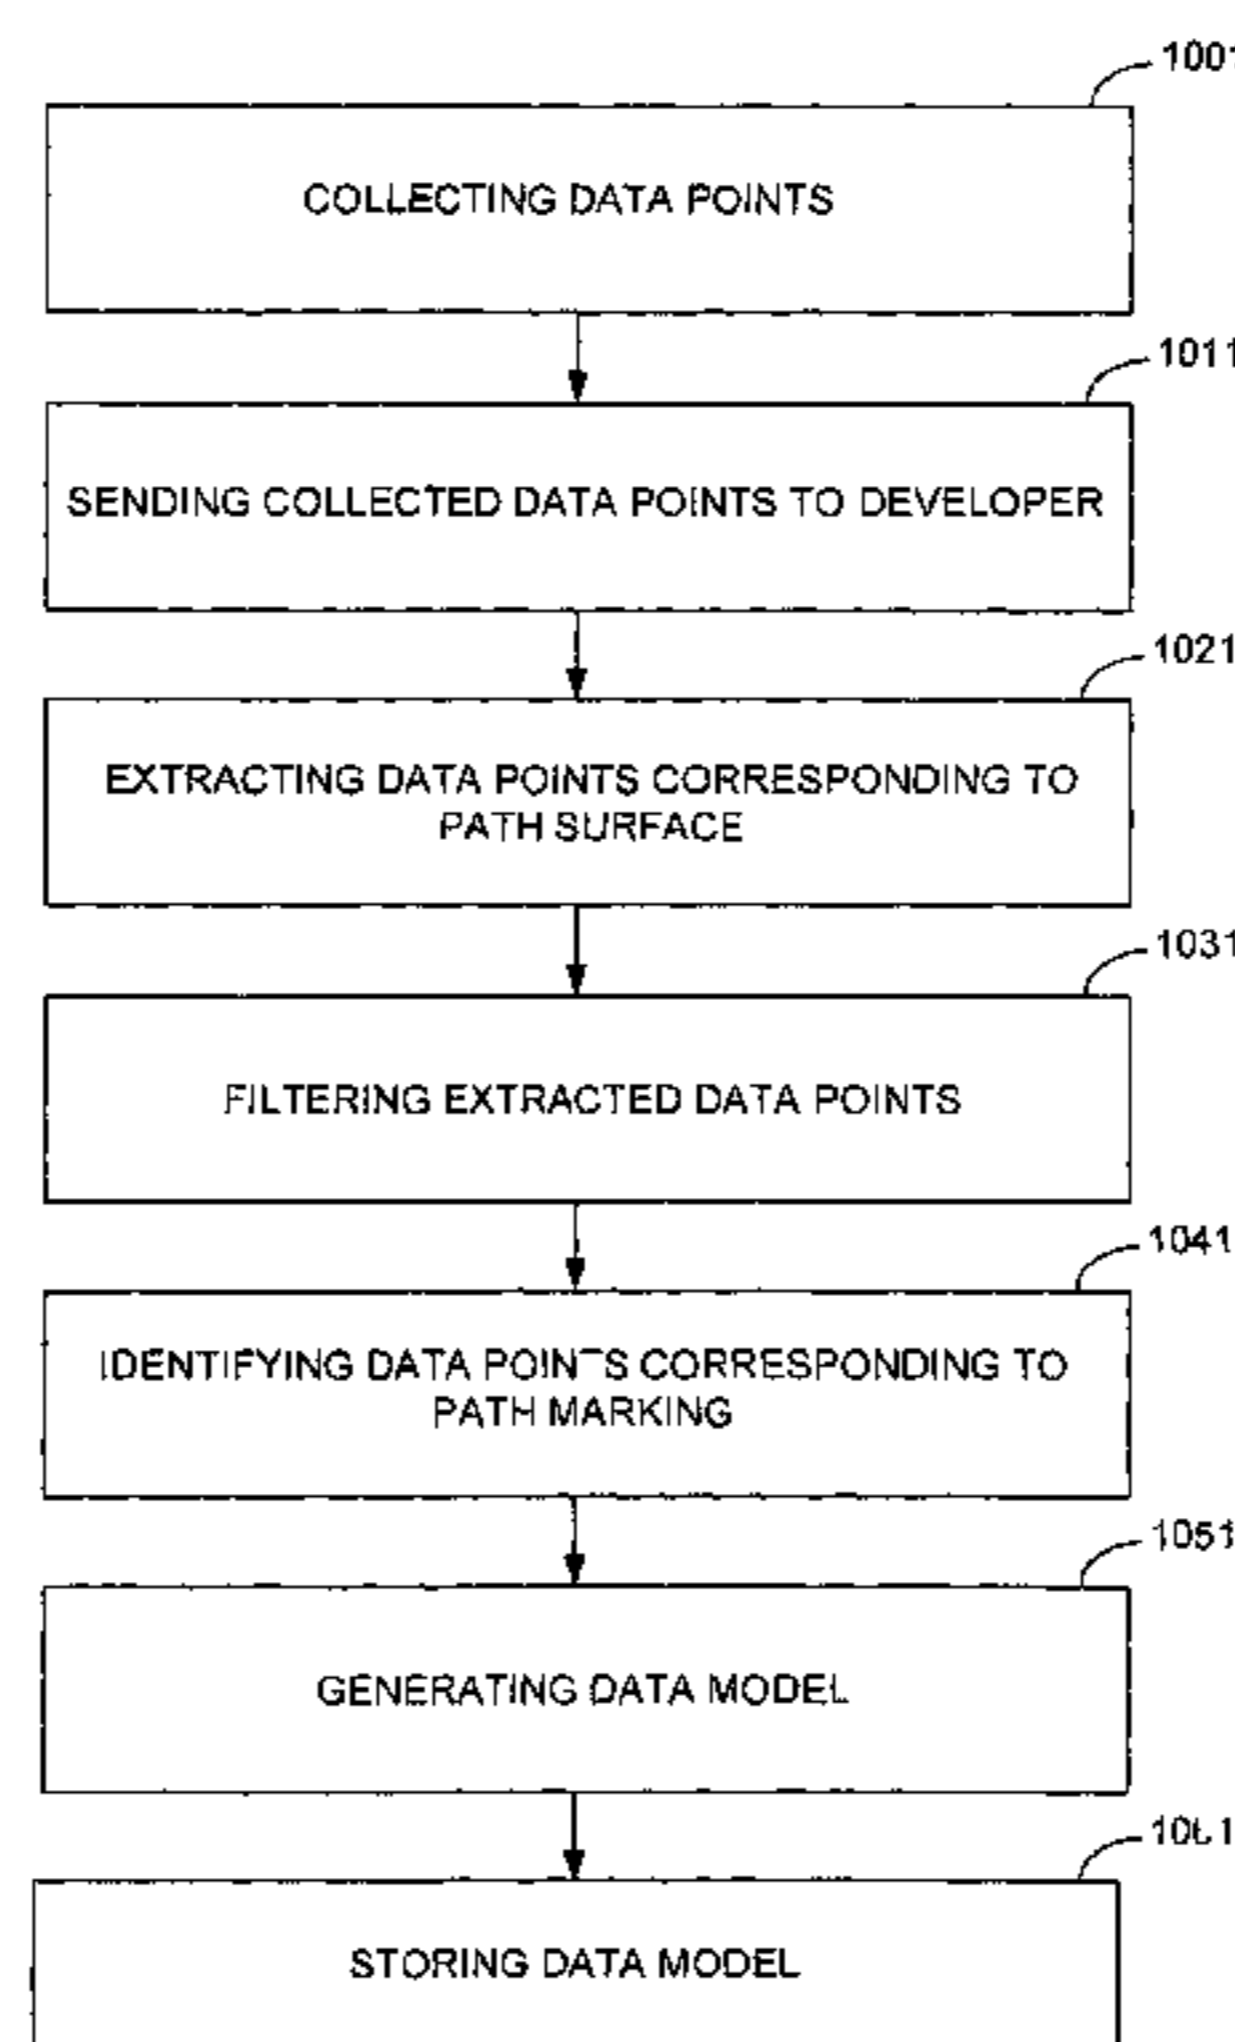 1001
COLLECTING DATA POINTS
1011
SENDING COLLECTED DATA POINTS TO DEVELOPER
1021
EXTRACTING DATA POINTS CORRESPONDING TO
PATH SURFACE
1031
FILTERING EXTRACTED DATA POINTS
1041
IDENTIFYING DATA POINTS CORRESPONDING TO
PATH MARKING
1051
GENERATING DATA MODEL
STORING DATA MODEL